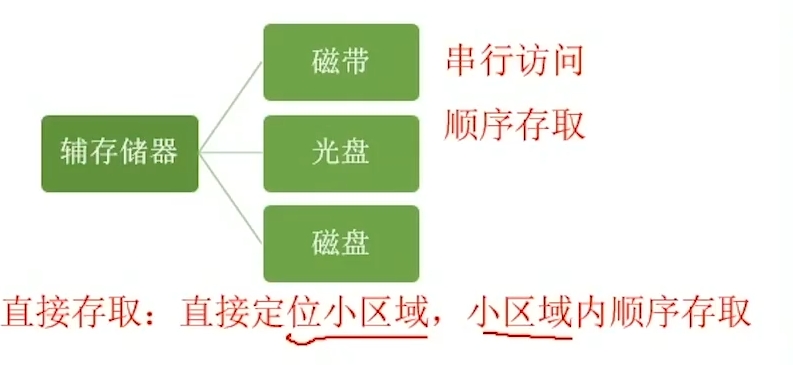 磁带
串行访问
顺序存取
辅存储器
光盘
磁盘
直接存取：直接定位小区域，小区域内顺序存取